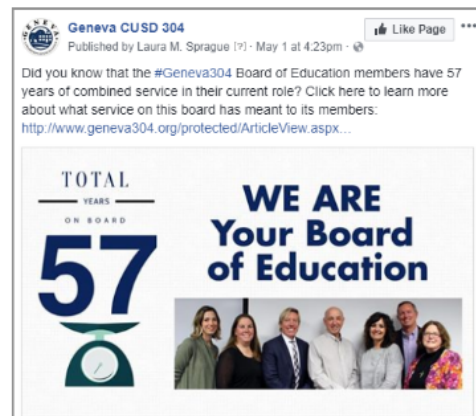 Geneva CUSD 304
Like Page
Published by Laura M. Sprague [?] · May 1 at 4:23pm ·
Did you know that the #Geneva304 Board of Education members have 57
years of combined service in their current role? Click here to learn more
about what service on this board has meant to its members:
http://www.geneva304.org/protected/ArticleView.aspx...
TOTAL
YEARS
ON BOARD
57
WE ARE
Your Board
of Education